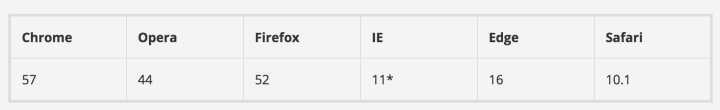 Chrome Opera Firefox IE Edge Safari
57 44 52 11* 16 10.1